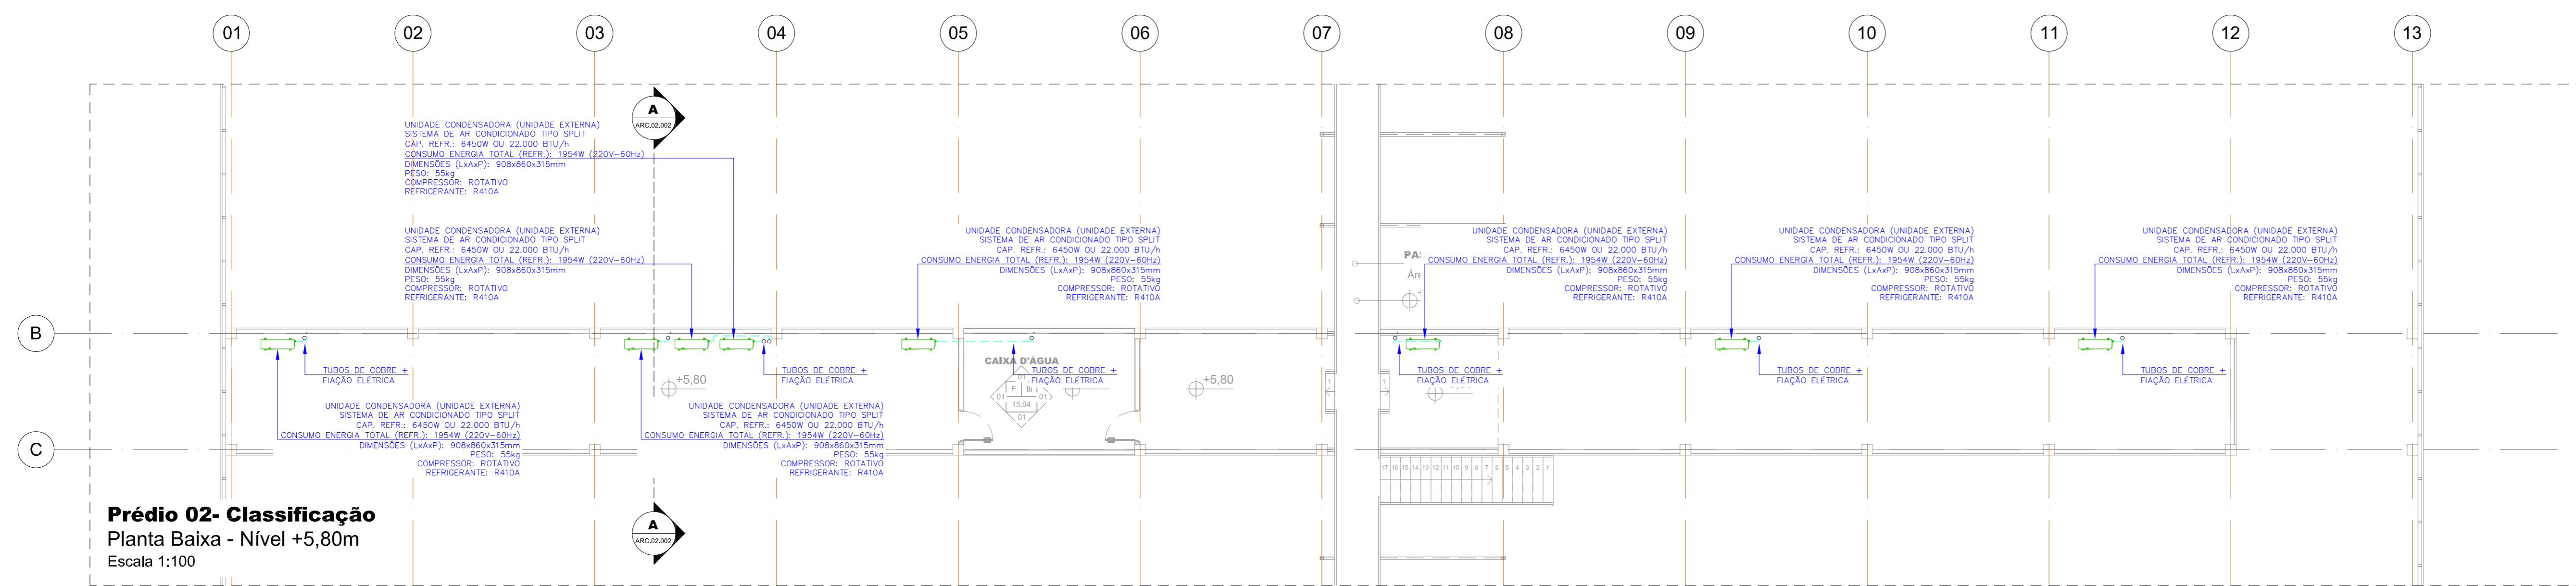 01
02
03
04
05
06
07
08
09
10
11
12
13
A
ARC.02.002
UNIDADE CONDENSADORA (UNIDADE EXTERNA)
SISTEMA DE AR CONDICIONADO TIPO SPLIT
CAP. REFR.: 6450W OU 22.000 BTU/h
CONSUMO ENERGIA TOTAL (REFR.): 1954W (220V-60Hz)
DIMENSÕES (LxAxP): 908x860x315mm
PESO: 55kg
COMPRESSOR: ROTATIVO
REFRIGERANTE: R410A
UNIDADE CONDENSADORA (UNIDADE EXTERNA)
SISTEMA DE AR CONDICIONADO TIPO SPLIT
CAP. REFR.: 6450W OU 22.000 BTU/h
CONSUMO ENERGIA TOTAL (REFR.): 1954W (220V-60Hz)
DIMENSÕES (LxAxP): 908x860x315mm
PESO: 55kg
COMPRESSOR: ROTATIVO
REFRIGERANTE: R410A
UNIDADE CONDENSADORA (UNIDADE EXTERNA)
SISTEMA DE AR CONDICIONADO TIPO SPLIT
CAP. REFR.: 6450W OU 22.000 BTU/h
CONSUMO ENERGIA TOTAL (REFR.): 1954W (220V-60Hz)
DIMENSÕES (LxAxP): 908x860x315mm
PESO: 55kg
COMPRESSOR: ROTATIVO
REFRIGERANTE: R410A
UNIDADE CONDENSADORA (UNIDADE EXTERNA)
SISTEMA DE AR CONDICIONADO TIPO SPLIT
CAP. REFR.: 6450W OU 22.000 BTU/h
CONSUMO ENERGIA TOTAL (REFR.): 1954W (220V-60Hz)
DIMENSÕES (LxAxP): 908x860x315mm
PESO: 55kg
COMPRESSOR: ROTATIVO
REFRIGERANTE: R410A
UNIDADE CONDENSADORA (UNIDADE EXTERNA)
SISTEMA DE AR CONDICIONADO TIPO SPLIT
CAP. REFR.: 6450W OU 22.000 BTU/h
CONSUMO ENERGIA TOTAL (REFR.): 1954W (220V-60Hz)
DIMENSÕES (LxAxP): 908x860x315mm
PESO: 55kg
COMPRESSOR: ROTATIVO
REFRIGERANTE: R410A
UNIDADE CONDENSADORA (UNIDADE EXTERNA)
SISTEMA DE AR CONDICIONADO TIPO SPLIT
CAP. REFR.: 6450W OU 22.000 BTU/h
CONSUMO ENERGIA TOTAL (REFR.): 1954W (220V-60Hz)
DIMENSÕES (LxAxP): 908x860x315mm
PESO: 55kg
COMPRESSOR: ROTATIVO
REFRIGERANTE: R410A
B
TUBOS DE COBRE +
FIAÇÃO ELÉTRICA
+5,80
TUBOS DE COBRE +
FIAÇÃO ELÉTRICA
CAIXA D'ÁGUA
TUBOS DE COBRE +
FIAÇÃO ELÉTRICA
01
F
01
01
15,04
01
+5,80
1
1
TUBOS DE COBRE +
FIAÇÃO ELÉTRICA
TUBOS DE COBRE +
FIAÇÃO ELÉTRICA
TUBOS DE COBRE +
FIAÇÃO ELÉTRICA
UNIDADE CONDENSADORA (UNIDADE EXTERNA)
SISTEMA DE AR CONDICIONADO TIPO SPLIT
CAP. REFR.: 6450W OU 22.000 BTU/h
CONSUMO ENERGIA TOTAL (REFR.): 1954W (220V-60Hz)
DIMENSÕES (LxAxP): 908x860x315mm
PESO: 55kg
COMPRESSOR: ROTATIVO
REFRIGERANTE: R410A
UNIDADE CONDENSADORA (UNIDADE EXTERNA)
SISTEMA DE AR CONDICIONADO TIPO SPLIT
CAP. REFR.: 6450W OU 22.000 BTU/h
CONSUMO ENERGIA TOTAL (REFR.): 1954W (220V-60Hz)
DIMENSÕES (LxAxP): 908x860x315mm
PESO: 55kg
COMPRESSOR: ROTATIVO
REFRIGERANTE: R410A
C
17 16 15 14 13 12 11 10 9 8 7 6 5 4 3 2 1
A
ARC.02.002
Prédio 02- Classificação
Planta Baixa - Nível +5,80m
Escala 1:100